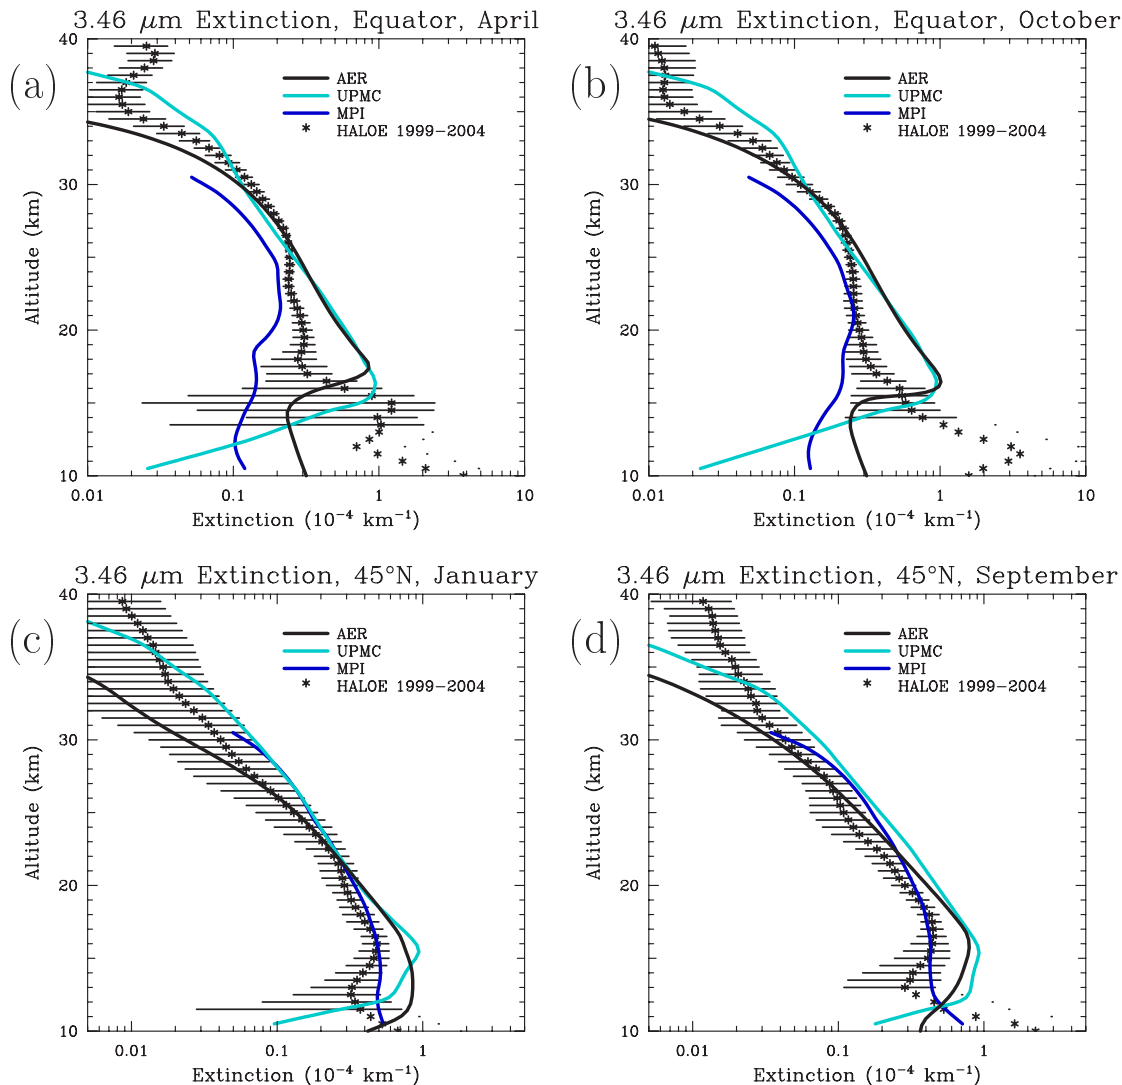 3.46 μm Extinction, Equator, April
(a)
40
30
20
10
Altitude (km)
AER
UPMC
MPI
HALOE 1999−2004
0.01 0.1 1 10
Extinction (10⁻⁴ km⁻¹)
3.46 μm Extinction, Equator, October
(b)
40
30
20
10
Altitude (km)
AER
UPMC
MPI
HALOE 1999−2004
0.01 0.1 1 10
Extinction (10⁻⁴ km⁻¹)
3.46 μm Extinction, 45°N, January
(c)
40
30
20
10
Altitude (km)
AER
UPMC
MPI
HALOE 1999−2004
0.01 0.1 1
Extinction (10⁻⁴ km⁻¹)
3.46 μm Extinction, 45°N, September
(d)
40
30
20
10
Altitude (km)
AER
UPMC
MPI
HALOE 1999−2004
0.01 0.1 1
Extinction (10⁻⁴ km⁻¹)